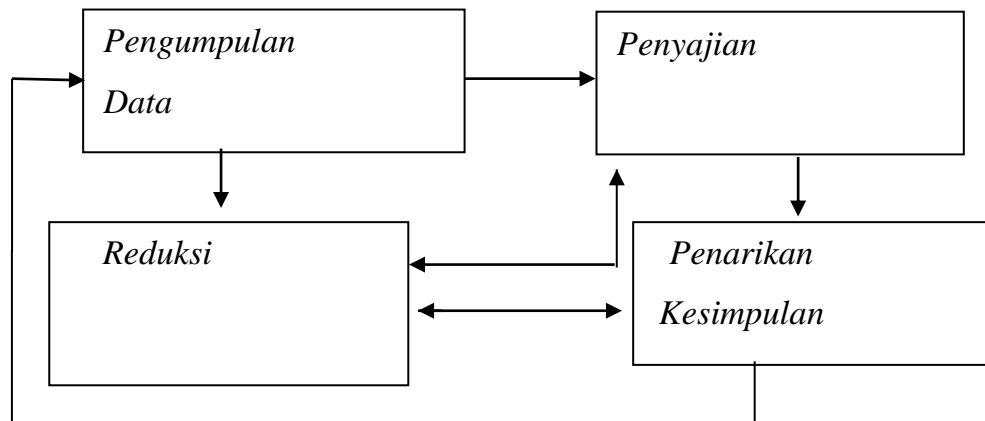 Pengumpulan
Data
Penyajian
Reduksi
Penarikan
Kesimpulan